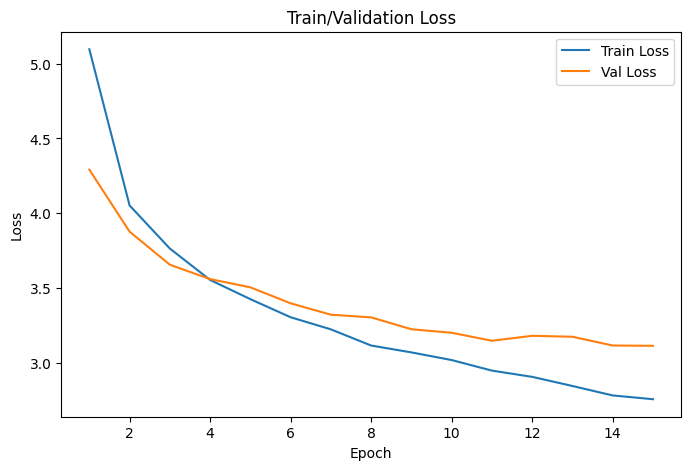 Train/Validation Loss
Train Loss
Val Loss
5.0
4.5
4.0
3.5
3.0
Loss
2 4 6 8 10 12 14
Epoch